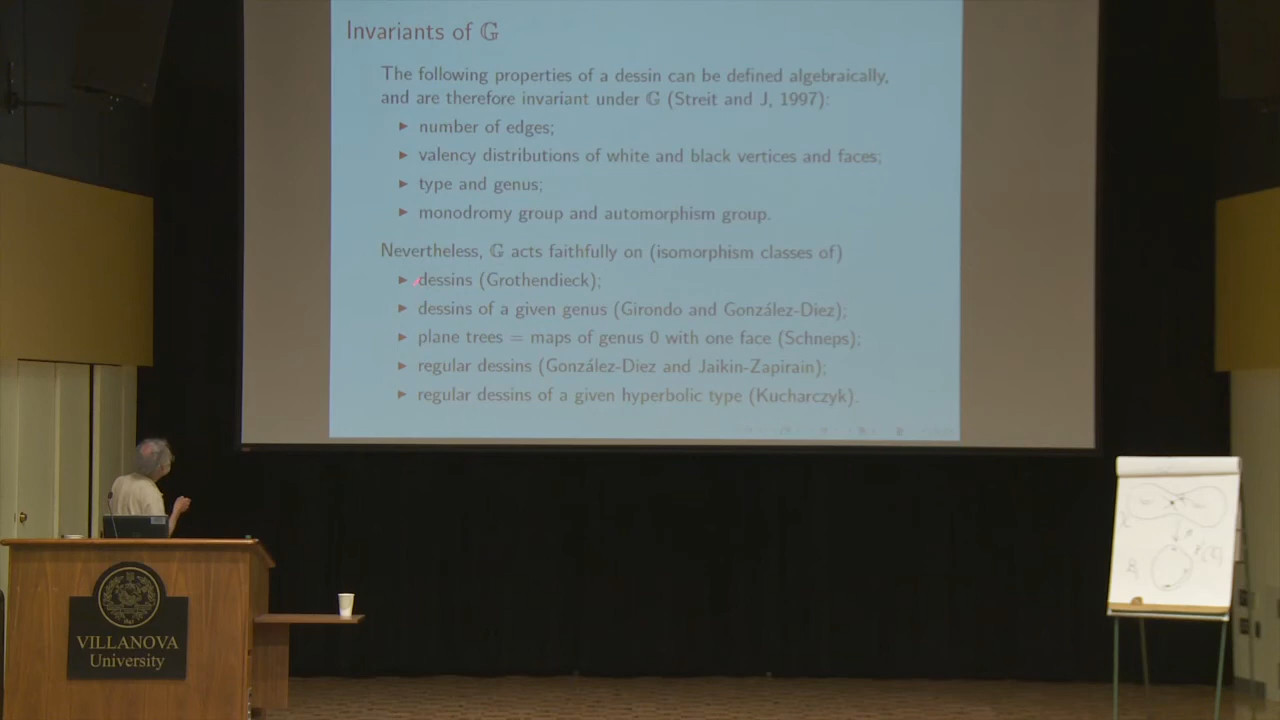 Invariants of 𝔾
The following properties of a dessin can be defined algebraically,
and are therefore invariant under 𝔾 (Streit and J, 1997):
▶ number of edges;
▶ valency distributions of white and black vertices and faces;
▶ type and genus;
▶ monodromy group and automorphism group.
Nevertheless, 𝔾 acts faithfully on (isomorphism classes of)
▶ dessins (Grothendieck);
▶ dessins of a given genus (Girondo and González-Diez);
▶ plane trees = maps of genus 0 with one face (Schneps);
▶ regular dessins (González-Diez and Jaikin-Zapirain);
▶ regular dessins of a given hyperbolic type (Kucharczyk).
VILLANOVA
University